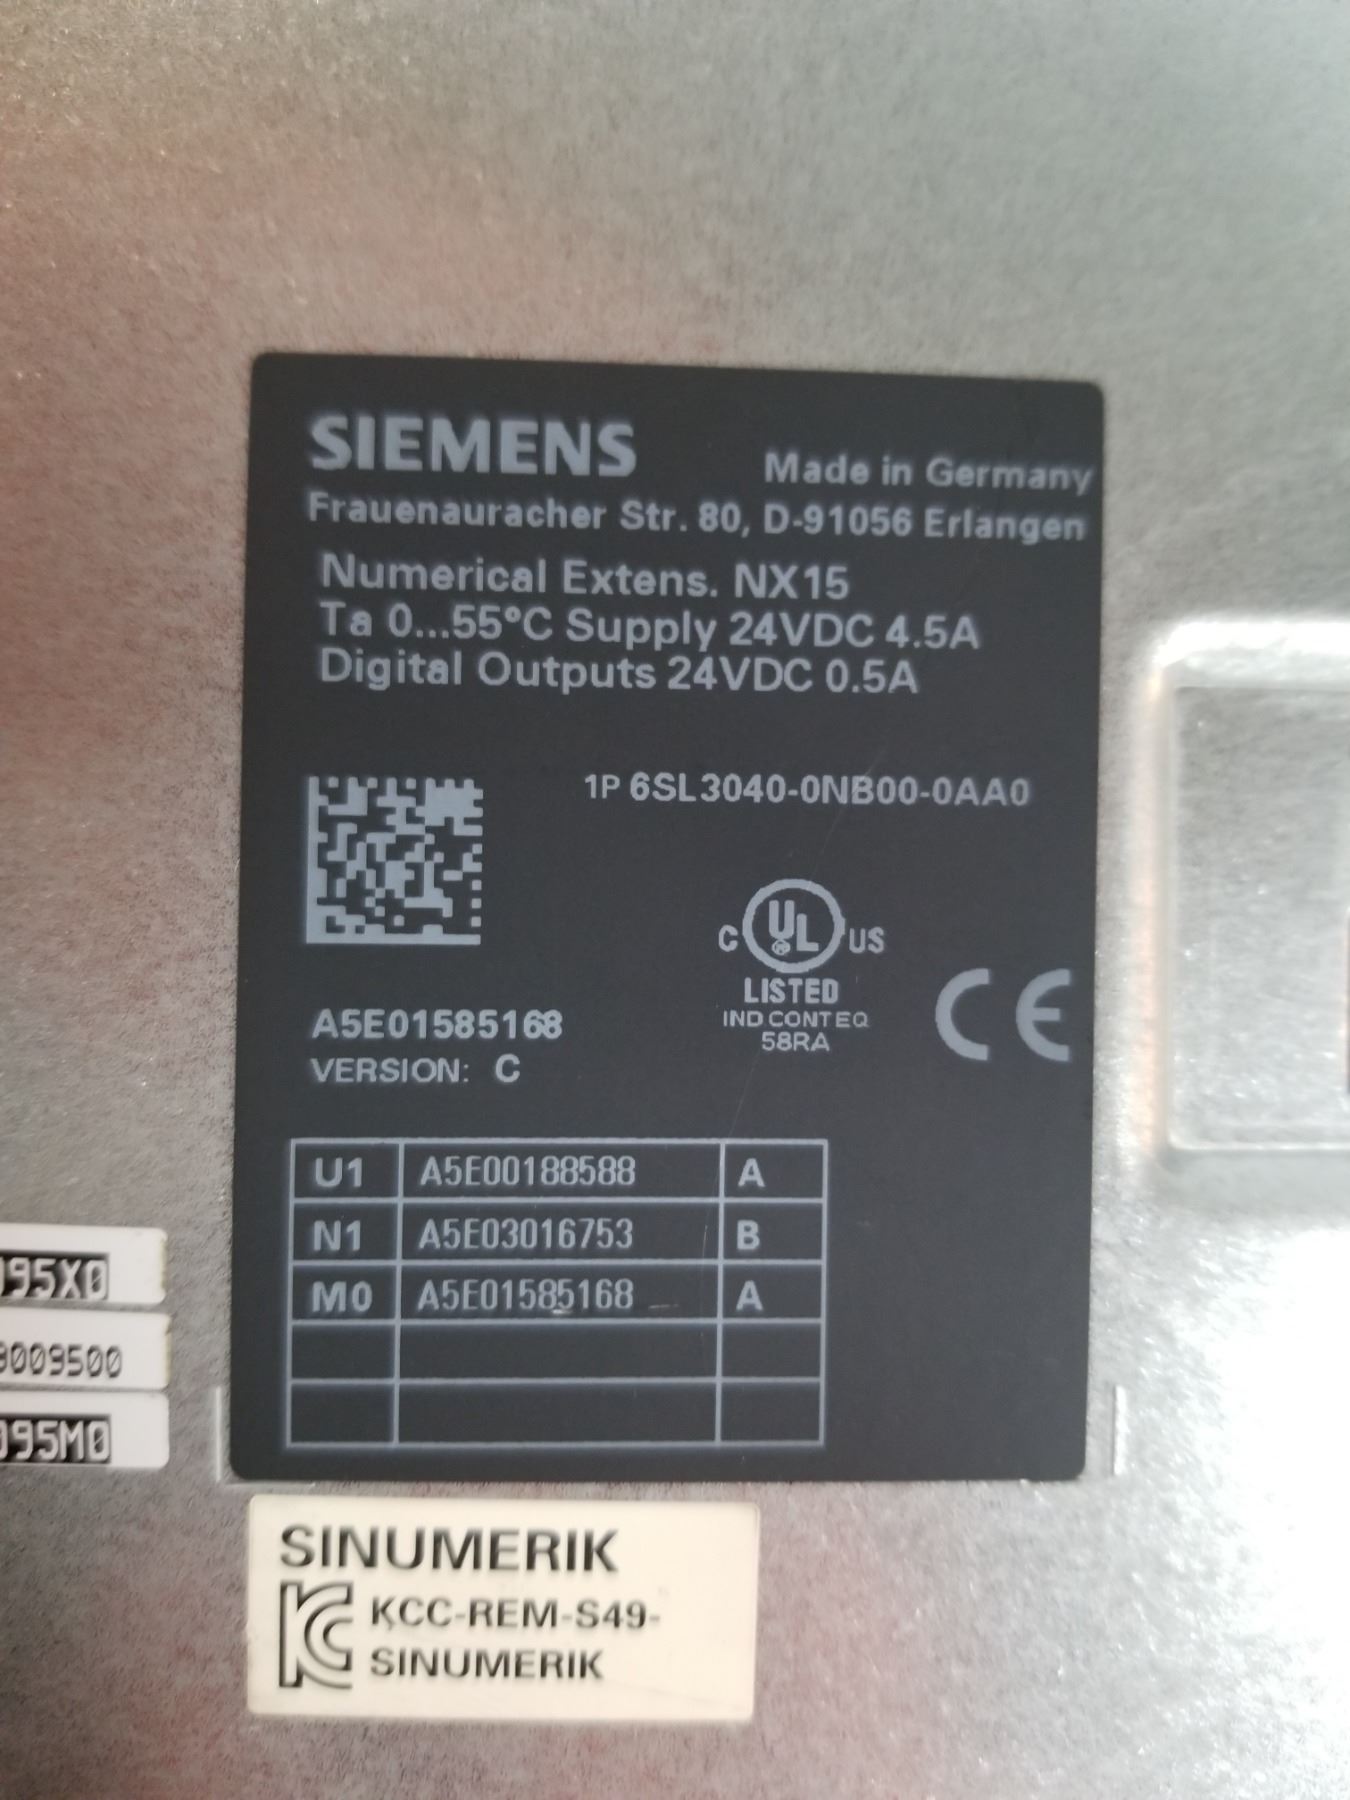 SIEMENS
Made in Germany
Frauenauracher Str. 80, D-91056 Erlangen
Numerical Extens. NX15
Ta 0...55°C Supply 24VDC 4.5A
Digital Outputs 24VDC 0.5A
1P 6SL3040-0NB00-0AA0
C UL US
®
LISTED
IND CONT EQ
58RA
CE
A5E01585168
VERSION: C
U1 A5E00188588 A
N1 A5E03016753 B
M0 A5E01585168 A
95X0
009500
095M0
SINUMERIK
KCC-REM-S49-
SINUMERIK